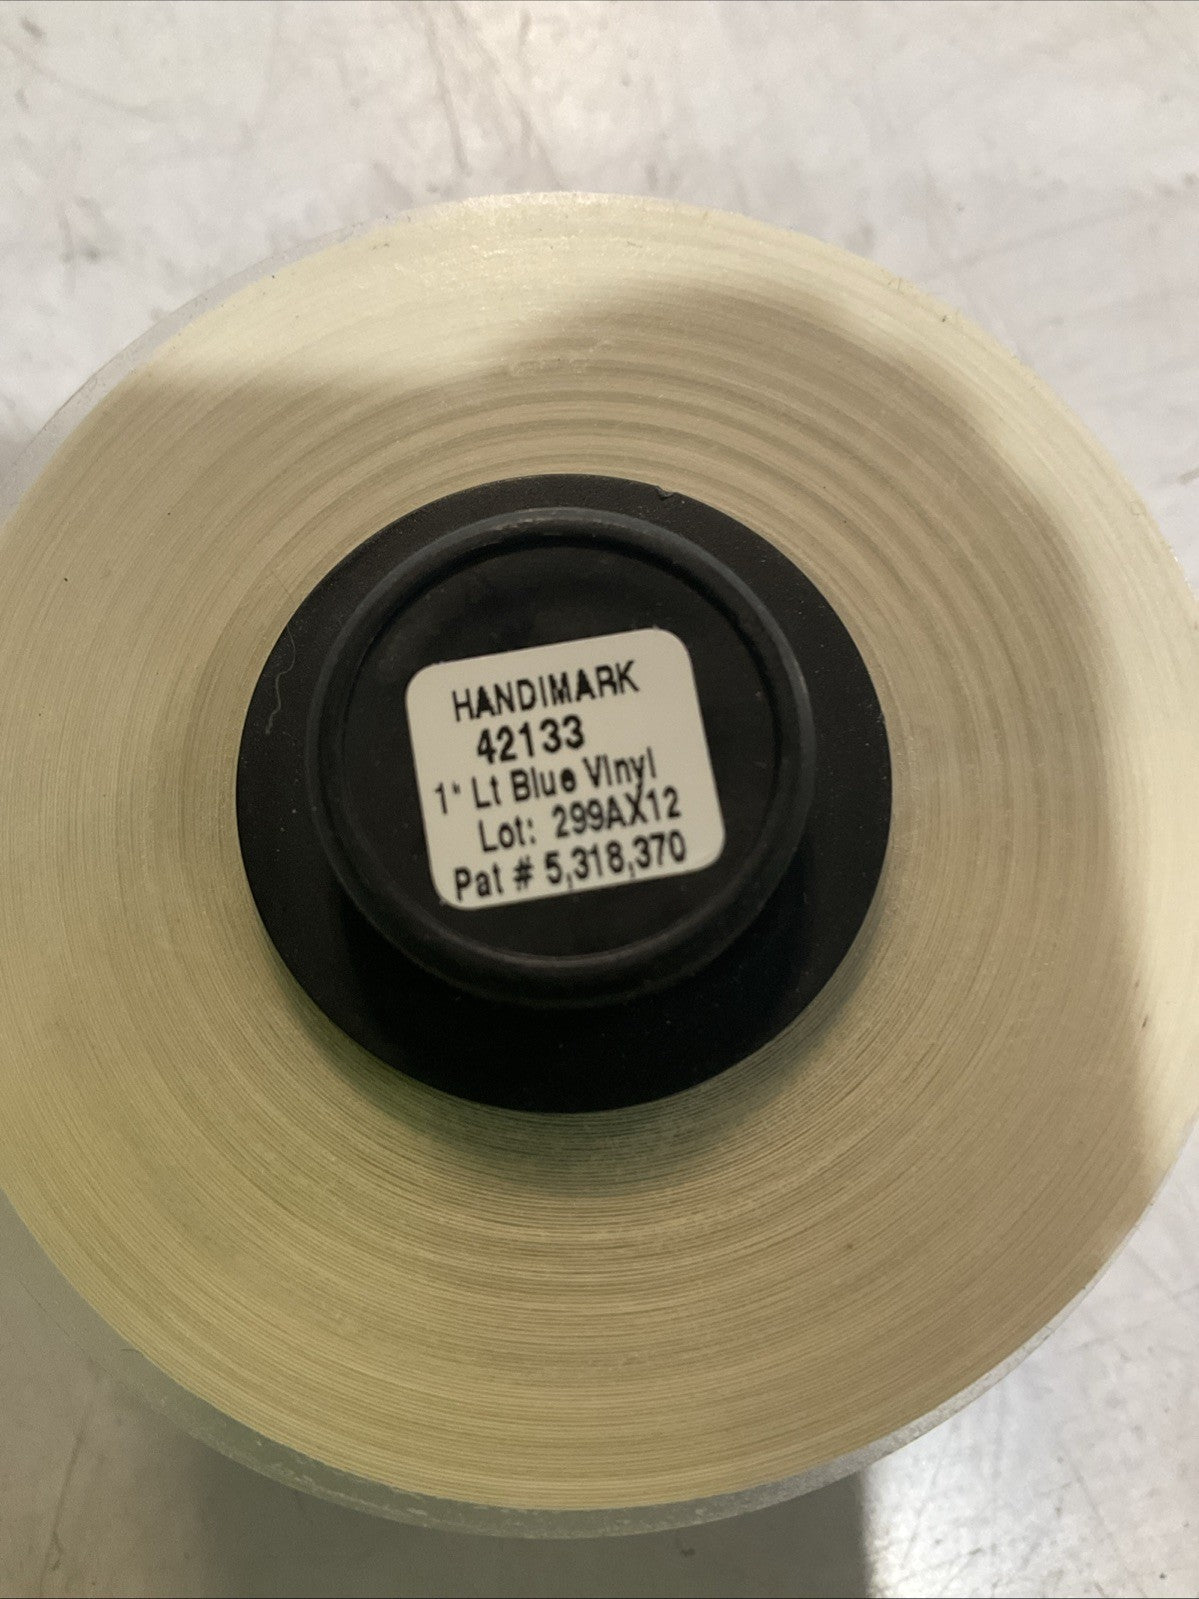 HANDIMARK
42133
1" Lt Blue Vinyl
Lot: 299AX12
Pat # 5,318,370